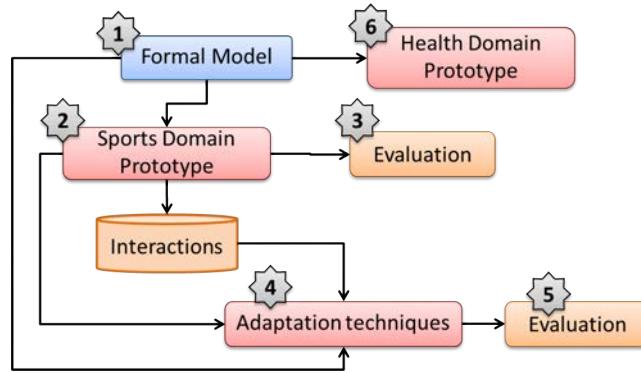 1
Formal Model
6
Health Domain
Prototype
2
Sports Domain
Prototype
3
Evaluation
Interactions
4
Adaptation techniques
5
Evaluation